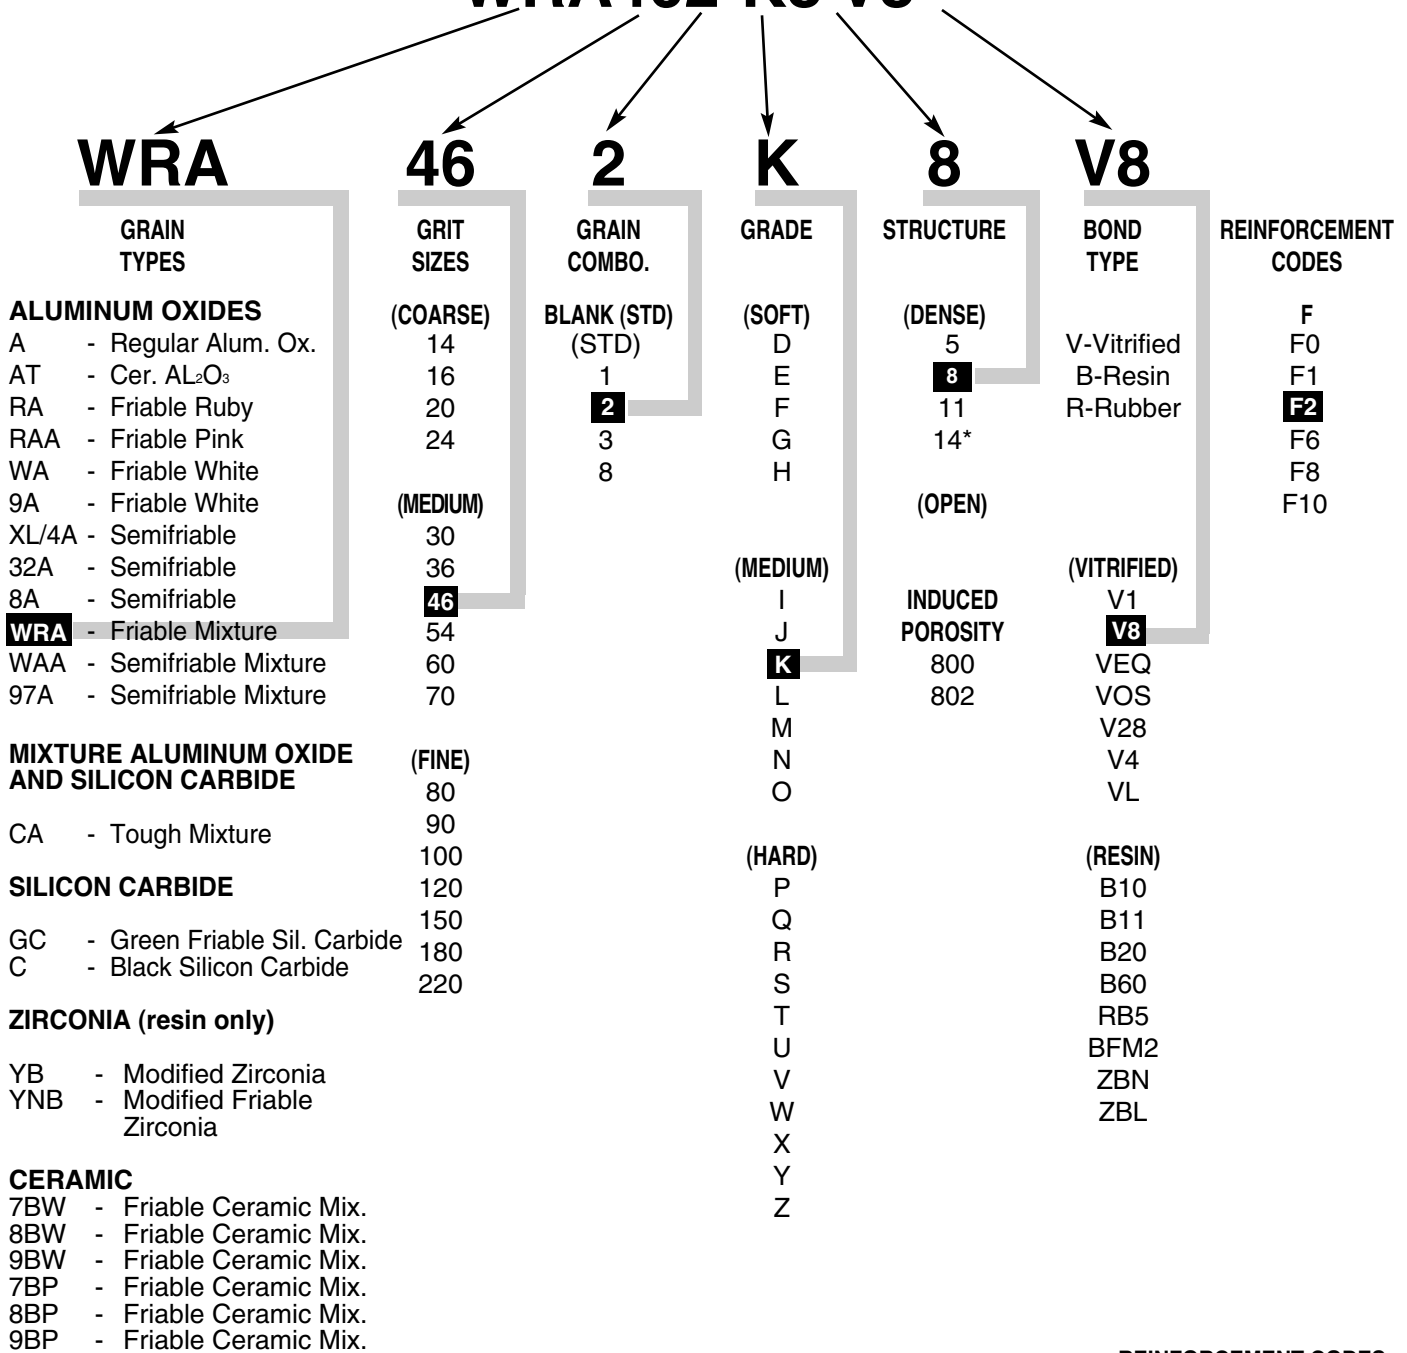 WRA 46 2 K 8 V8
GRAIN
TYPES
ALUMINUM OXIDES
A - Regular Alum. Ox.
AT - Cer. AL2O3
RA - Friable Ruby
RAA - Friable Pink
WA - Friable White
9A - Friable White
XL/4A - Semifriable
32A - Semifriable
8A - Semifriable
WRA - Friable Mixture
WAA - Semifriable Mixture
97A - Semifriable Mixture
MIXTURE ALUMINUM OXIDE
AND SILICON CARBIDE
CA - Tough Mixture
SILICON CARBIDE
GC - Green Friable Sil. Carbide
C - Black Silicon Carbide
ZIRCONIA (resin only)
YB - Modified Zirconia
YNB - Modified Friable
Zirconia
CERAMIC
7BW - Friable Ceramic Mix.
8BW - Friable Ceramic Mix.
9BW - Friable Ceramic Mix.
7BP - Friable Ceramic Mix.
8BP - Friable Ceramic Mix.
9BP - Friable Ceramic Mix.
GRIT
SIZES
(COARSE)
14
16
20
24
(MEDIUM)
30
36
46
54
60
70
(FINE)
80
90
100
120
150
180
220
GRAIN
COMBO.
BLANK (STD)
(STD)
1
2
3
8
GRADE
(SOFT)
D
E
F
G
H
(MEDIUM)
I
J
K
L
M
N
O
(HARD)
P
Q
R
S
T
U
V
W
X
Y
Z
STRUCTURE
(DENSE)
5
8
11
14*
(OPEN)
INDUCED
POROSITY
800
802
BOND
TYPE
V-Vitrified
B-Resin
R-Rubber
(VITRIFIED)
V1
V8
VEQ
VOS
V28
V4
VL
(RESIN)
B10
B11
B20
B60
RB5
BFM2
ZBN
ZBL
REINFORCEMENT
CODES
F
F0
F1
F2
F6
F8
F10
REINFORCEMENT CODES